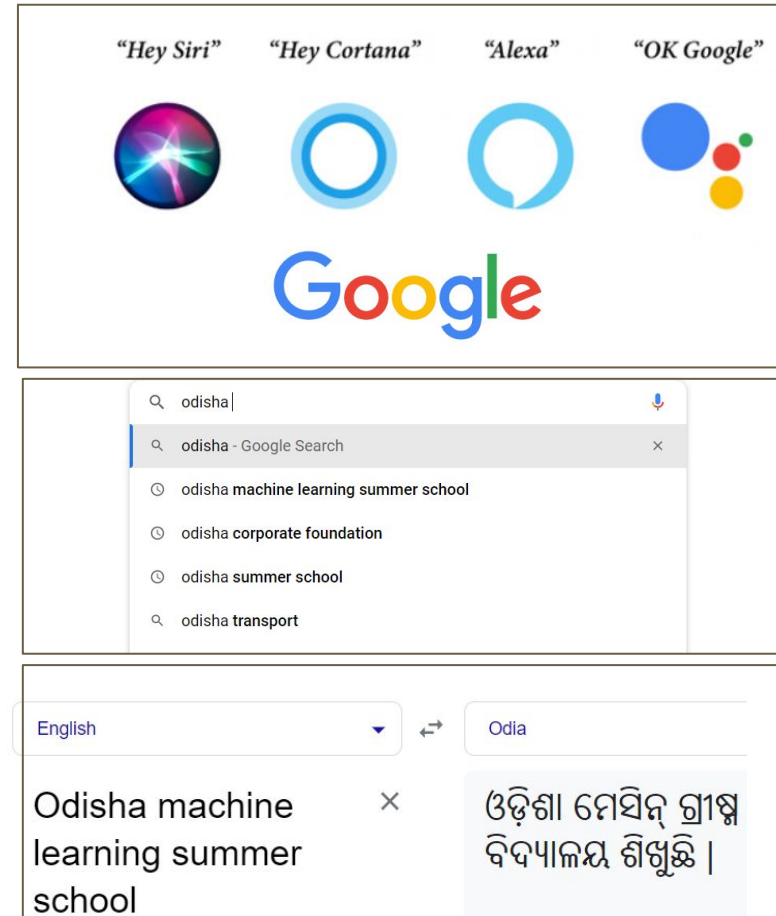 “Hey Siri” “Hey Cortana” “Alexa” “OK Google”
Google
odisha
odisha - Google Search
odisha machine learning summer school
odisha corporate foundation
odisha summer school
odisha transport
English Odia
Odisha machine
learning summer
school
ଓଡ଼ିଶା ମେସିନ୍ ଗ୍ରୀଷ୍ମ
ବିଦ୍ୟାଳୟ ଶିଖୁଛି |